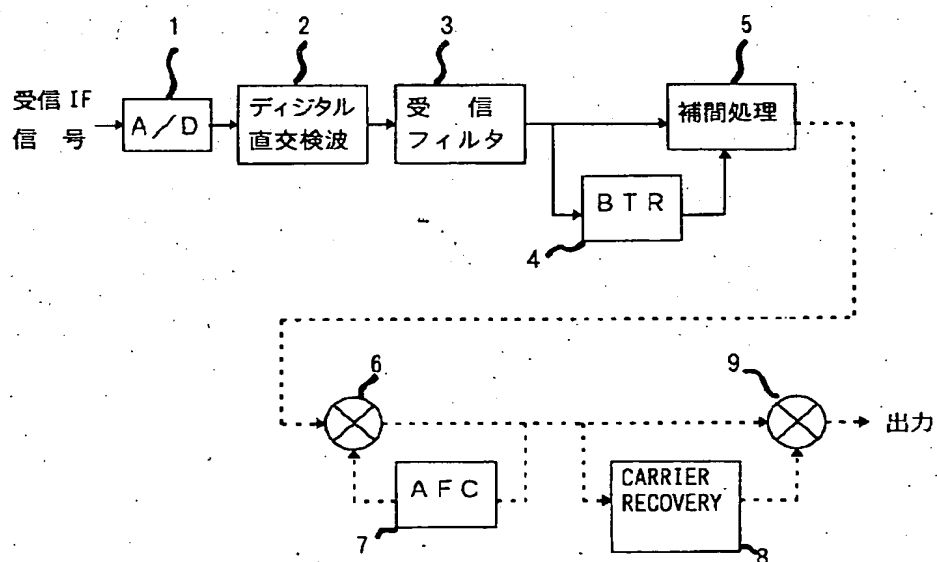 1
2
3
5
受信 IF
信号
A/D
ディジタル
直交検波
受信
フィルタ
補間処理
BTR
4
6
9
出力
AFC
CARRIER
RECOVERY
7
8